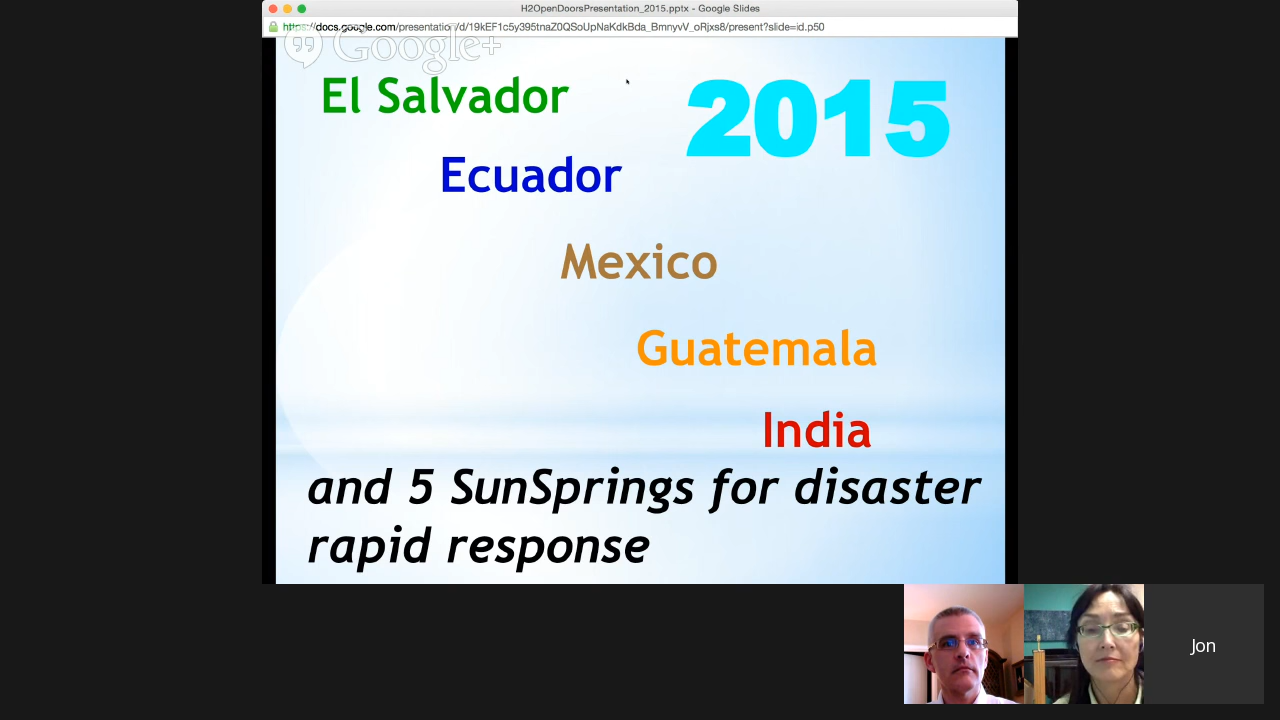 H2OpenDoorsPresentation_2015.pptx - Google Slides
https://docs.google.com/presentation/d/19kEF1c5y395tnaZ0QSoUpNaKdkBda_BmnyvV_oRjxs8/present?slide=id.p50
Google+
El Salvador
2015
Ecuador
Mexico
Guatemala
India
and 5 SunSprings for disaster
rapid response
Jon